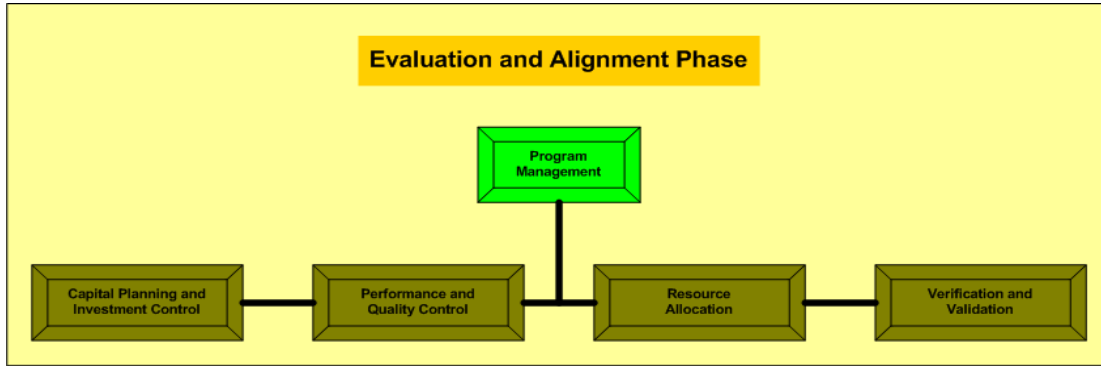 Evaluation and Alignment Phase
Program
Management
Capital Planning and
Investment Control
Performance and
Quality Control
Resource
Allocation
Verification and
Validation